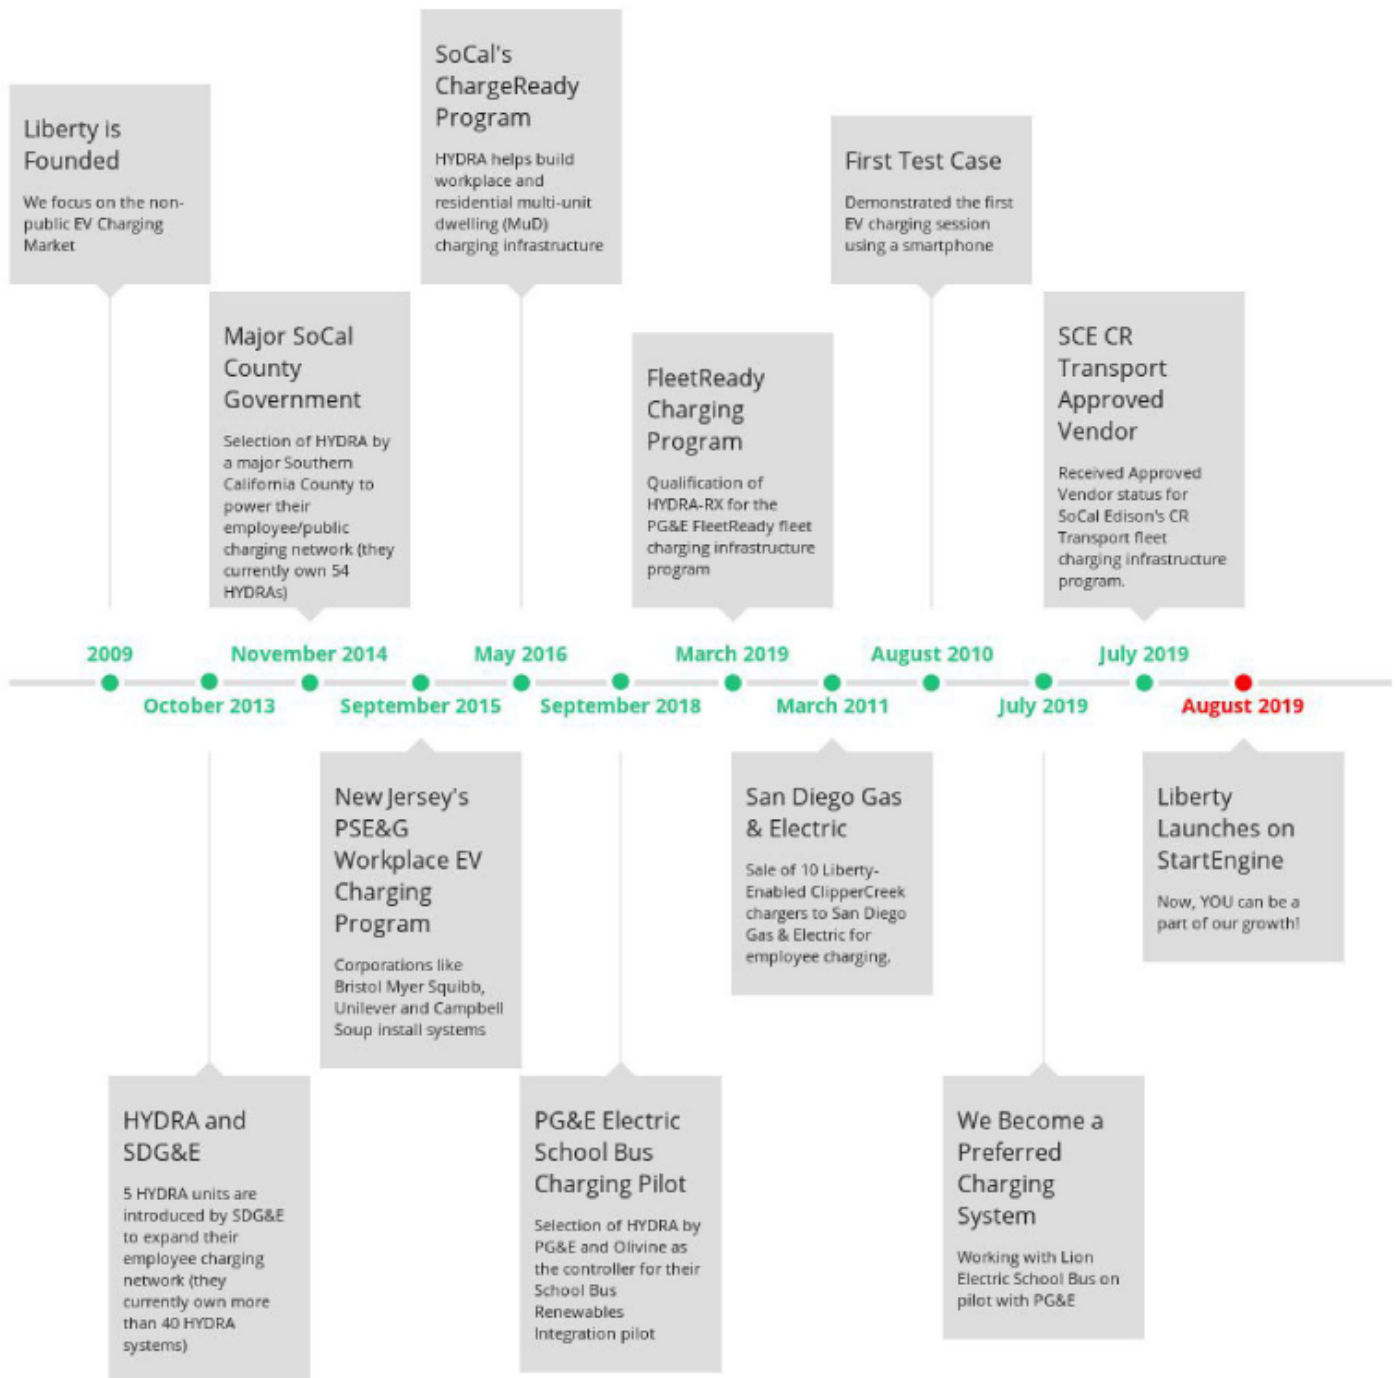 Liberty is
Founded
We focus on the non-
public EV Charging
Market
SoCal's
ChargeReady
Program
HYDRA helps build
workplace and
residential multi-unit
dwelling (MuD)
charging infrastructure
First Test Case
Demonstrated the first
EV charging session
using a smartphone
Major SoCal
County
Government
Selection of HYDRA by
a major Southern
California County to
power their
employee/public
charging network (they
currently own 54
HYDRAs)
FleetReady
Charging
Program
Qualification of
HYDRA-RX for the
PG&E FleetReady fleet
charging infrastructure
program
SCE CR
Transport
Approved
Vendor
Received Approved
Vendor status for
SoCal Edison's CR
Transport fleet
charging infrastructure
program.
2009
November 2014
May 2016
March 2019
August 2010
July 2019
October 2013
September 2015
September 2018
March 2011
July 2019
August 2019
New Jersey's
PSE&G
Workplace EV
Charging
Program
Corporations like
Bristol Myer Squibb,
Unilever and Campbell
Soup install systems
San Diego Gas
& Electric
Sale of 10 Liberty-
Enabled ClipperCreek
chargers to San Diego
Gas & Electric for
employee charging.
Liberty
Launches on
StartEngine
Now, YOU can be a
part of our growth!
HYDRA and
SDG&E
5 HYDRA units are
introduced by SDG&E
to expand their
employee charging
network (they
currently own more
than 40 HYDRA
systems)
PG&E Electric
School Bus
Charging Pilot
Selection of HYDRA by
PG&E and Olivine as
the controller for their
School Bus
Renewables
Integration pilot
We Become a
Preferred
Charging
System
Working with Lion
Electric School Bus on
pilot with PG&E